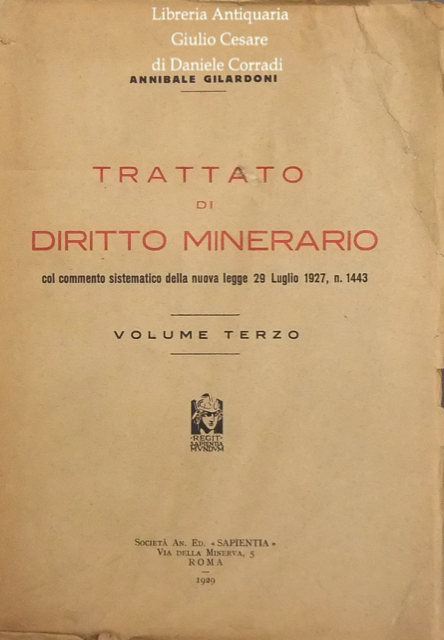 Libreria Antiquaria
Giulio Cesare
di Daniele Corradi
ANNIBALE GILARDONI
TRATTATO
DI
DIRITTO MINERARIO
col commento sistematico della nuova legge 29 Luglio 1927, n. 1443
VOLUME TERZO
·REGIT·
SAPIENTIA
MVNDVM
SOCIETÀ AN. ED. «SAPIENTIA»
VIA DELLA MINERVA, 5
ROMA
1929